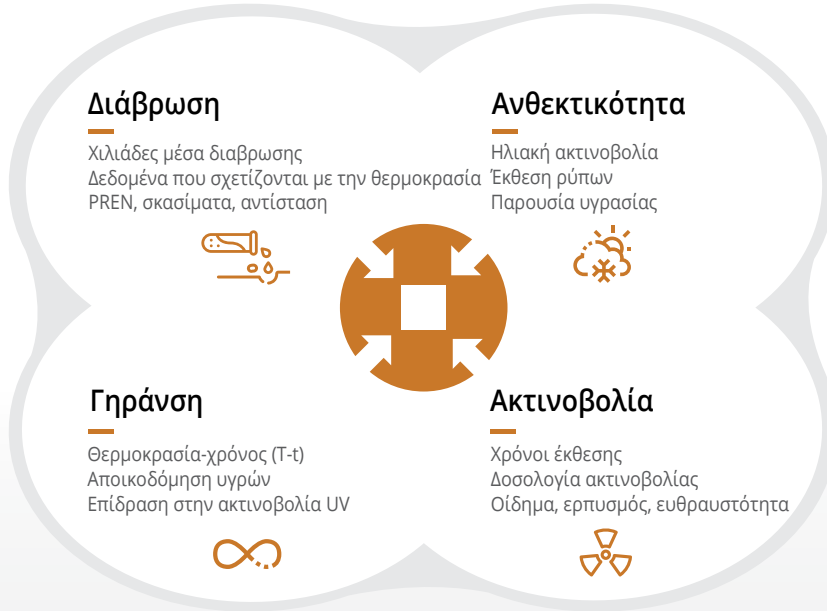 Διάβρωση
Χιλιάδες μέσα διαβρωσης
Δεδομένα που σχετίζονται με την θερμοκρασία
PREN, σκασίματα, αντίσταση
Ανθεκτικότητα
Ηλιακή ακτινοβολία
Έκθεση ρύπων
Παρουσία υγρασίας
Γηράνση
Θερμοκρασία-χρόνος (T-t)
Αποικοδόμηση υγρών
Επίδραση στην ακτινοβολία UV
Ακτινοβολία
Χρόνοι έκθεσης
Δοσολογία ακτινοβολίας
Οίδημα, ερπυσμός, ευθραυστότητα